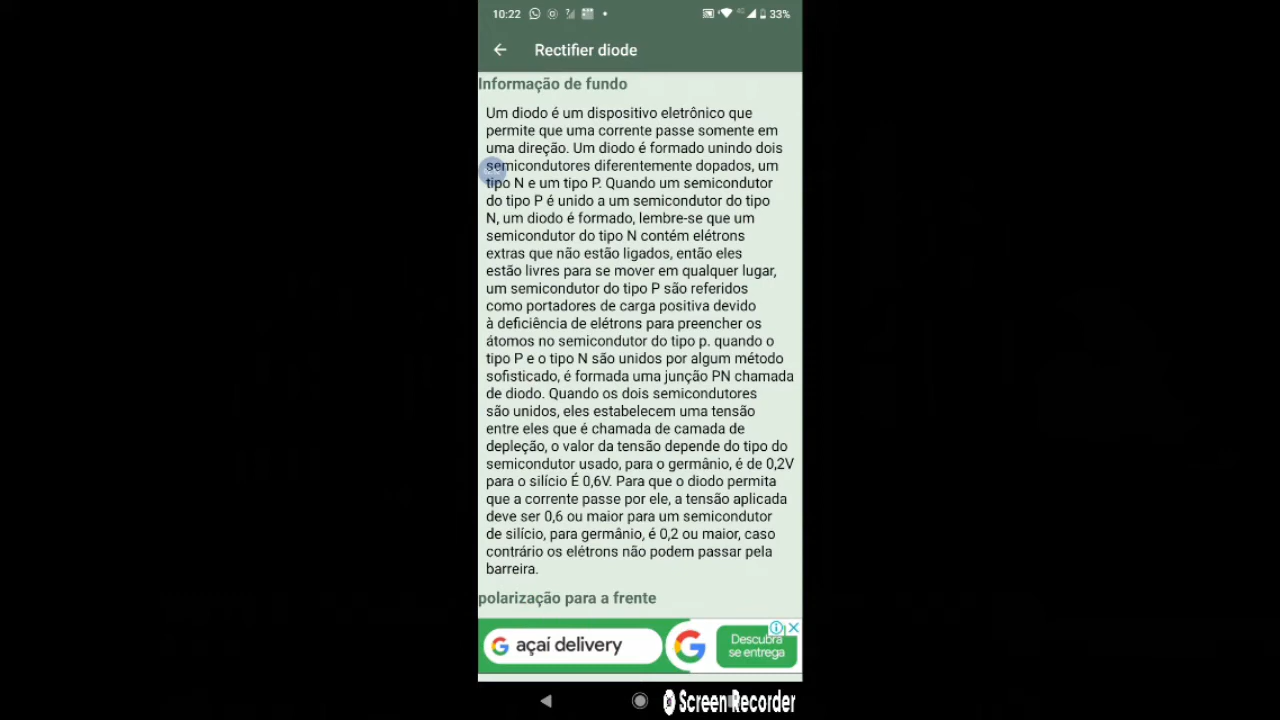 10:22
4G
33%
Rectifier diode
Informação de fundo
Um diodo é um dispositivo eletrônico que
permite que uma corrente passe somente em
uma direção. Um diodo é formado unindo dois
semicondutores diferentemente dopados, um
tipo N e um tipo P. Quando um semicondutor
do tipo P é unido a um semicondutor do tipo
N, um diodo é formado, lembre-se que um
semicondutor do tipo N contém elétrons
extras que não estão ligados, então eles
estão livres para se mover em qualquer lugar,
um semicondutor do tipo P são referidos
como portadores de carga positiva devido
à deficiência de elétrons para preencher os
átomos no semicondutor do tipo p. quando o
tipo P e o tipo N são unidos por algum método
sofisticado, é formada uma junção PN chamada
de diodo. Quando os dois semicondutores
são unidos, eles estabelecem uma tensão
entre eles que é chamada de camada de
depleção, o valor da tensão depende do tipo do
semicondutor usado, para o germânio, é de 0,2V
para o silício É 0,6V. Para que o diodo permita
que a corrente passe por ele, a tensão aplicada
deve ser 0,6 ou maior para um semicondutor
de silício, para germânio, é 0,2 ou maior, caso
contrário os elétrons não podem passar pela
barreira.
polarização para a frente
açaí delivery
Descubra
se entrega
Screen Recorder